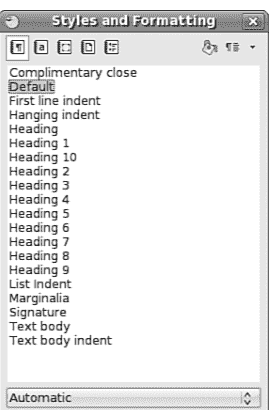 Styles and Formatting
Complimentary close
Default
First line indent
Hanging indent
Heading
Heading 1
Heading 10
Heading 2
Heading 3
Heading 4
Heading 5
Heading 6
Heading 7
Heading 8
Heading 9
List Indent
Marginalia
Signature
Text body
Text body indent
Automatic